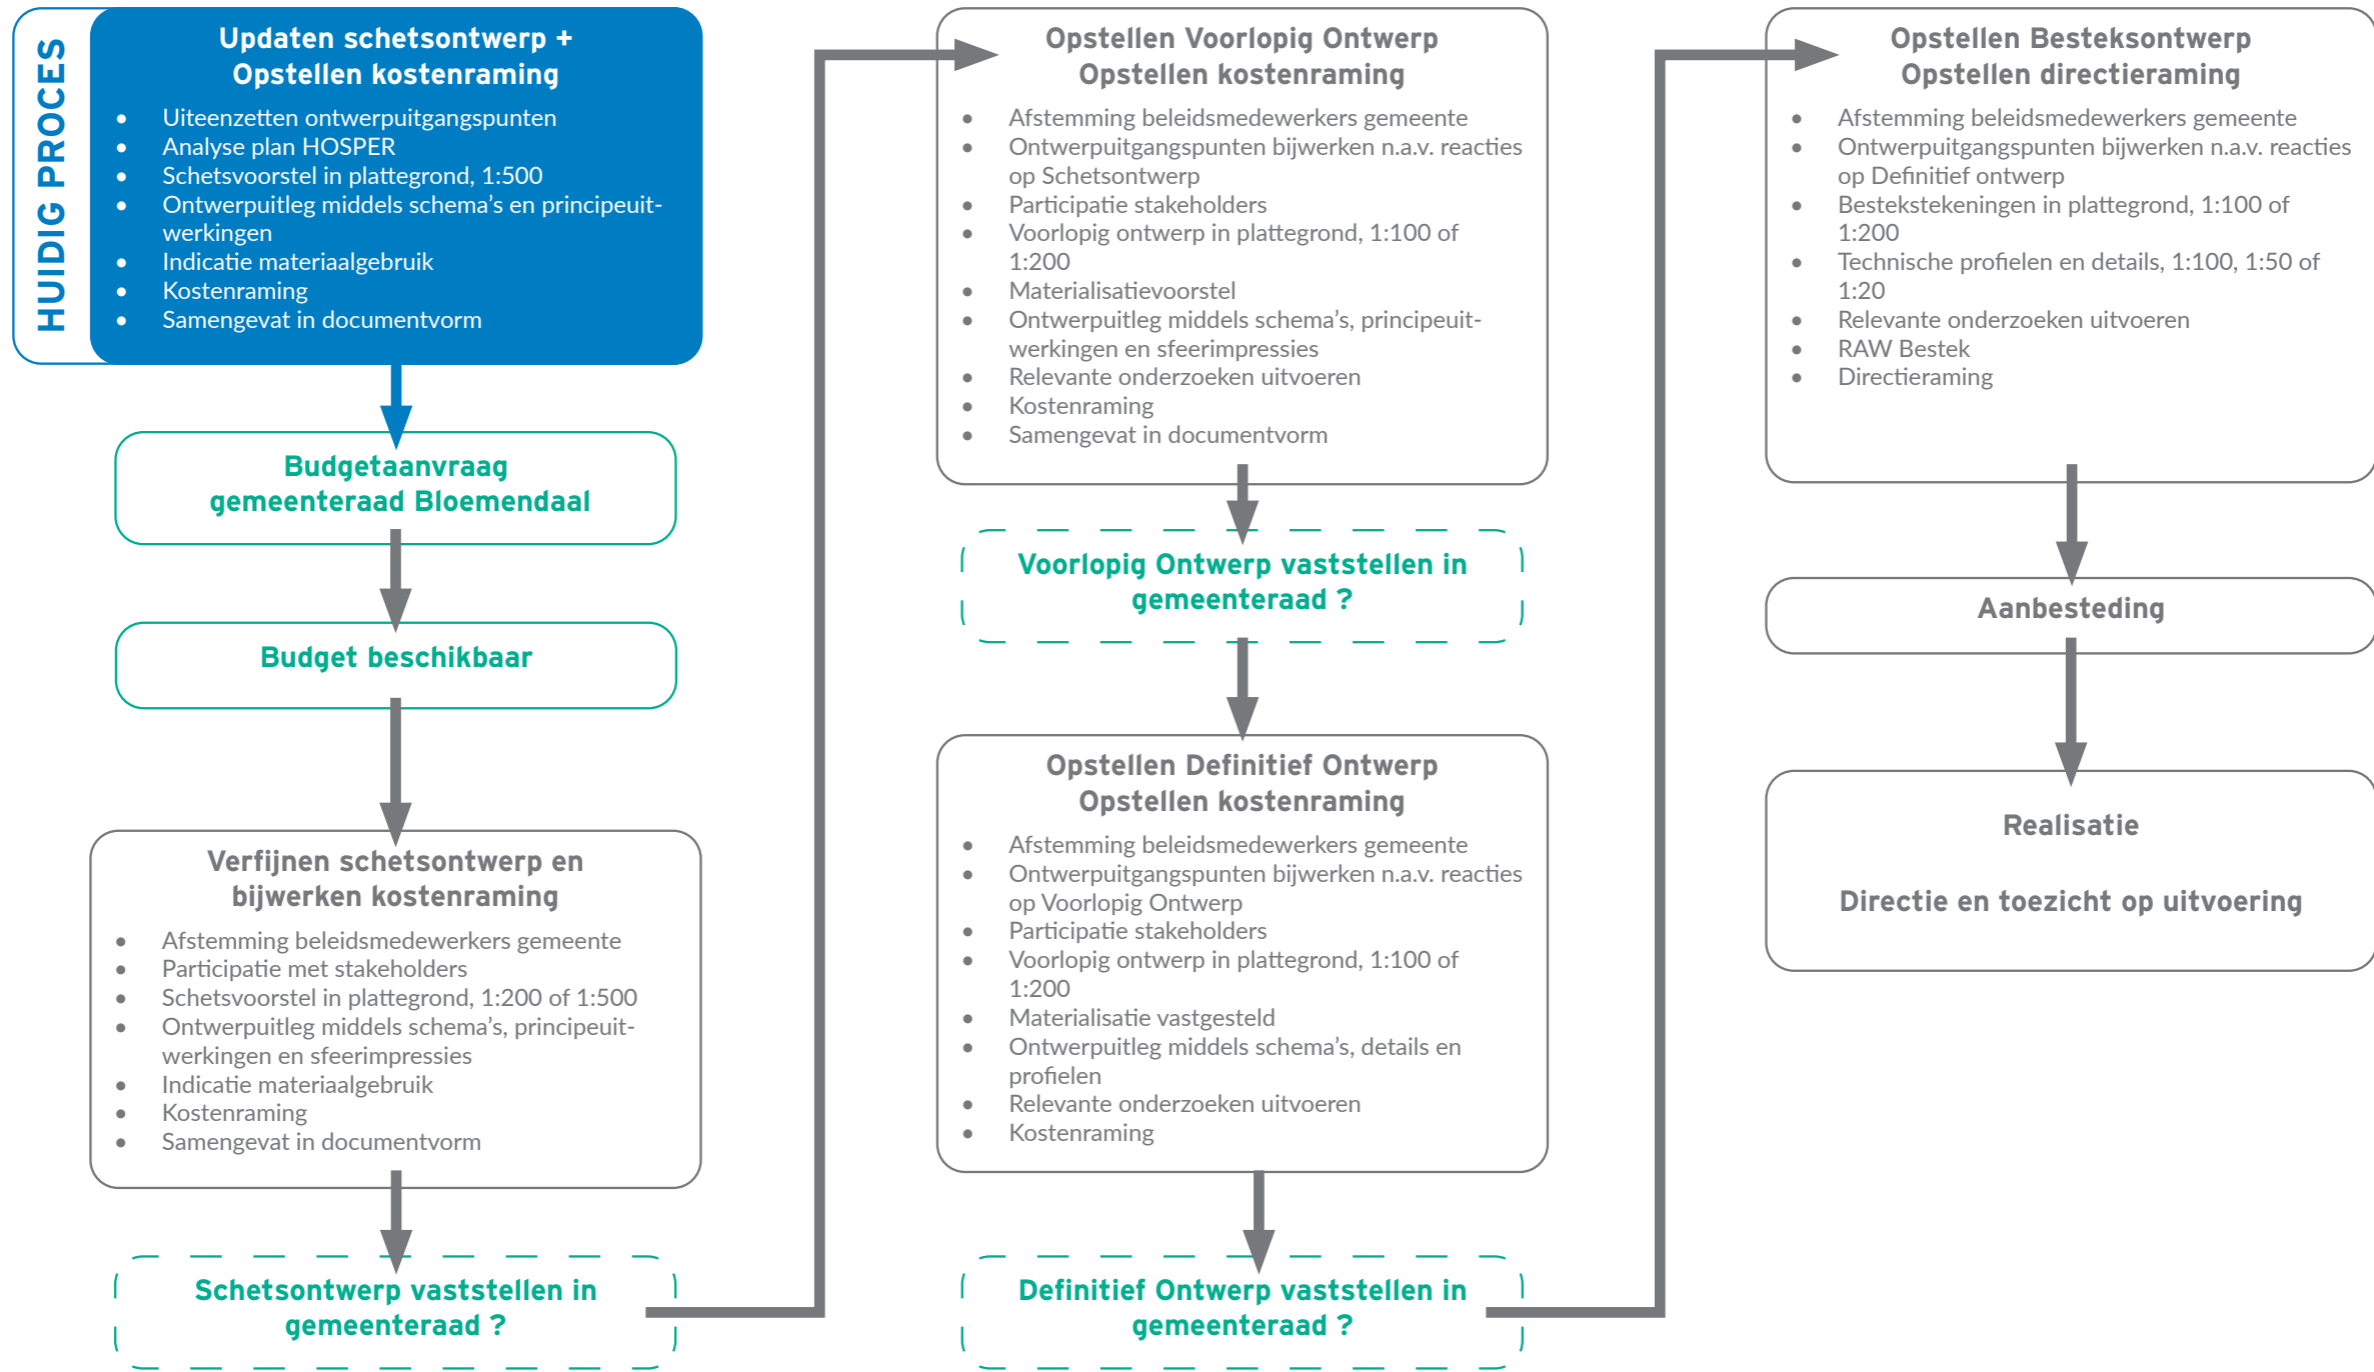 HUIDIG PROCES
Updaten schetsontwerp +
Opstellen kostenraming
• Uiteenzetten ontwerpuitgangspunten
• Analyse plan HOSPER
• Schetsvoorstel in plattegrond, 1:500
• Ontwerpuitleg middels schema's en principeuit-
werkingen
• Indicatie materiaalgebruik
• Kostenraming
• Samengevat in documentvorm
Budgetaanvraag
gemeenteraad Bloemendaal
Budget beschikbaar
Verfijnen schetsontwerp en
bijwerken kostenraming
• Afstemming beleidsmedewerkers gemeente
• Participatie met stakeholders
• Schetsvoorstel in plattegrond, 1:200 of 1:500
• Ontwerpuitleg middels schema's, principeuit-
werkingen en sfeerimpressies
• Indicatie materiaalgebruik
• Kostenraming
• Samengevat in documentvorm
Schetsontwerp vaststellen in
gemeenteraad ?
Opstellen Voorlopig Ontwerp
Opstellen kostenraming
• Afstemming beleidsmedewerkers gemeente
• Ontwerpuitgangspunten bijwerken n.a.v. reacties
op Schetsontwerp
• Participatie stakeholders
• Voorlopig ontwerp in plattegrond, 1:100 of
1:200
• Materialisatievoorstel
• Ontwerpuitleg middels schema's, principeuit-
werkingen en sfeerimpressies
• Relevante onderzoeken uitvoeren
• Kostenraming
• Samengevat in documentvorm
Voorlopig Ontwerp vaststellen in
gemeenteraad ?
Opstellen Definitief Ontwerp
Opstellen kostenraming
• Afstemming beleidsmedewerkers gemeente
• Ontwerpuitgangspunten bijwerken n.a.v. reacties
op Voorlopig Ontwerp
• Participatie stakeholders
• Voorlopig ontwerp in plattegrond, 1:100 of
1:200
• Materialisatie vastgesteld
• Ontwerpuitleg middels schema's, details en
profielen
• Relevante onderzoeken uitvoeren
• Kostenraming
Definitief Ontwerp vaststellen in
gemeenteraad ?
Opstellen Besteksontwerp
Opstellen directieraming
• Afstemming beleidsmedewerkers gemeente
• Ontwerpuitgangspunten bijwerken n.a.v. reacties
op Definitief ontwerp
• Bestekstekeningen in plattegrond, 1:100 of
1:200
• Technische profielen en details, 1:100, 1:50 of
1:20
• Relevante onderzoeken uitvoeren
• RAW Bestek
• Directieraming
Aanbesteding
Realisatie
Directie en toezicht op uitvoering